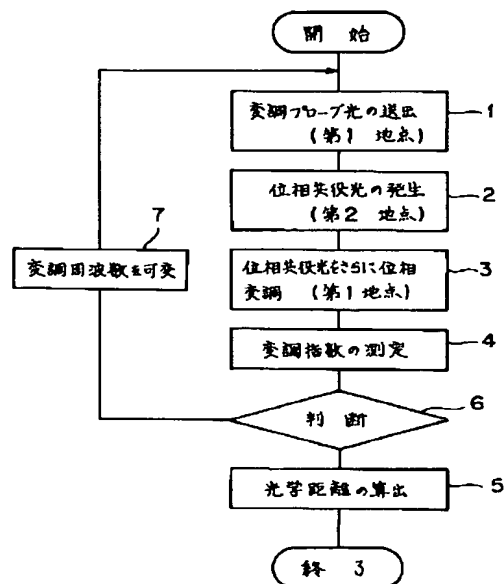 開 始
変調プローブ光の送出
(第1 地点)
1
位相共役光の発生
(第2 地点)
2
7
変調周波数を可変
位相共役光をさらに位相
変調 (第1 地点)
3
変調指数の測定
4
判 断
6
光学距離の算出
5
終 了